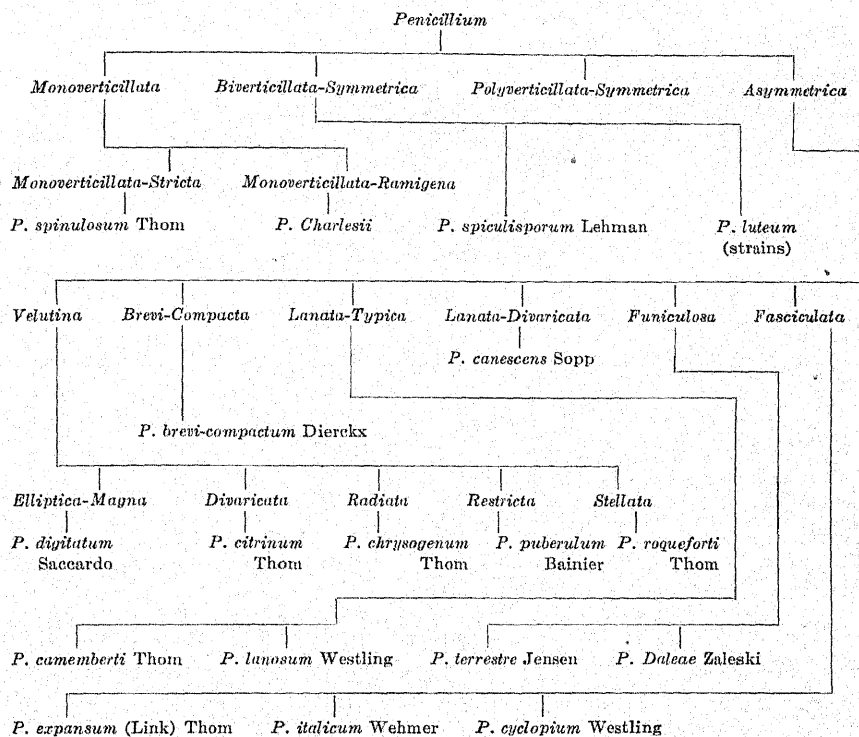 Penicillium
Monoverticillata Biverticillata-Symmetrica Polyverticillata-Symmetrica Asymmetrica
Monoverticillata-Stricta Monoverticillata-Ramigena
P. spinulosum Thom P. Charlesii P. spiculisporum Lehman P. luteum
(strains)
Velutina Brevi-Compacta Lanata-Typica Lanata-Divaricata Funiculosa Fasciculata
P. canescens Sopp
P. brevi-compactum Dierckx
Elliptica-Magna Divaricata Radiata Restricta Stellata
P. digitatum P. citrinum P. chrysogenum P. puberulum P. roqueforti
Saccardo Thom Thom Bainier Thom
P. camemberti Thom P. lanosum Westling P. terrestre Jensen P. Daleae Zaleski
P. expansum (Link) Thom P. italicum Wehmer P. cyclopium Westling